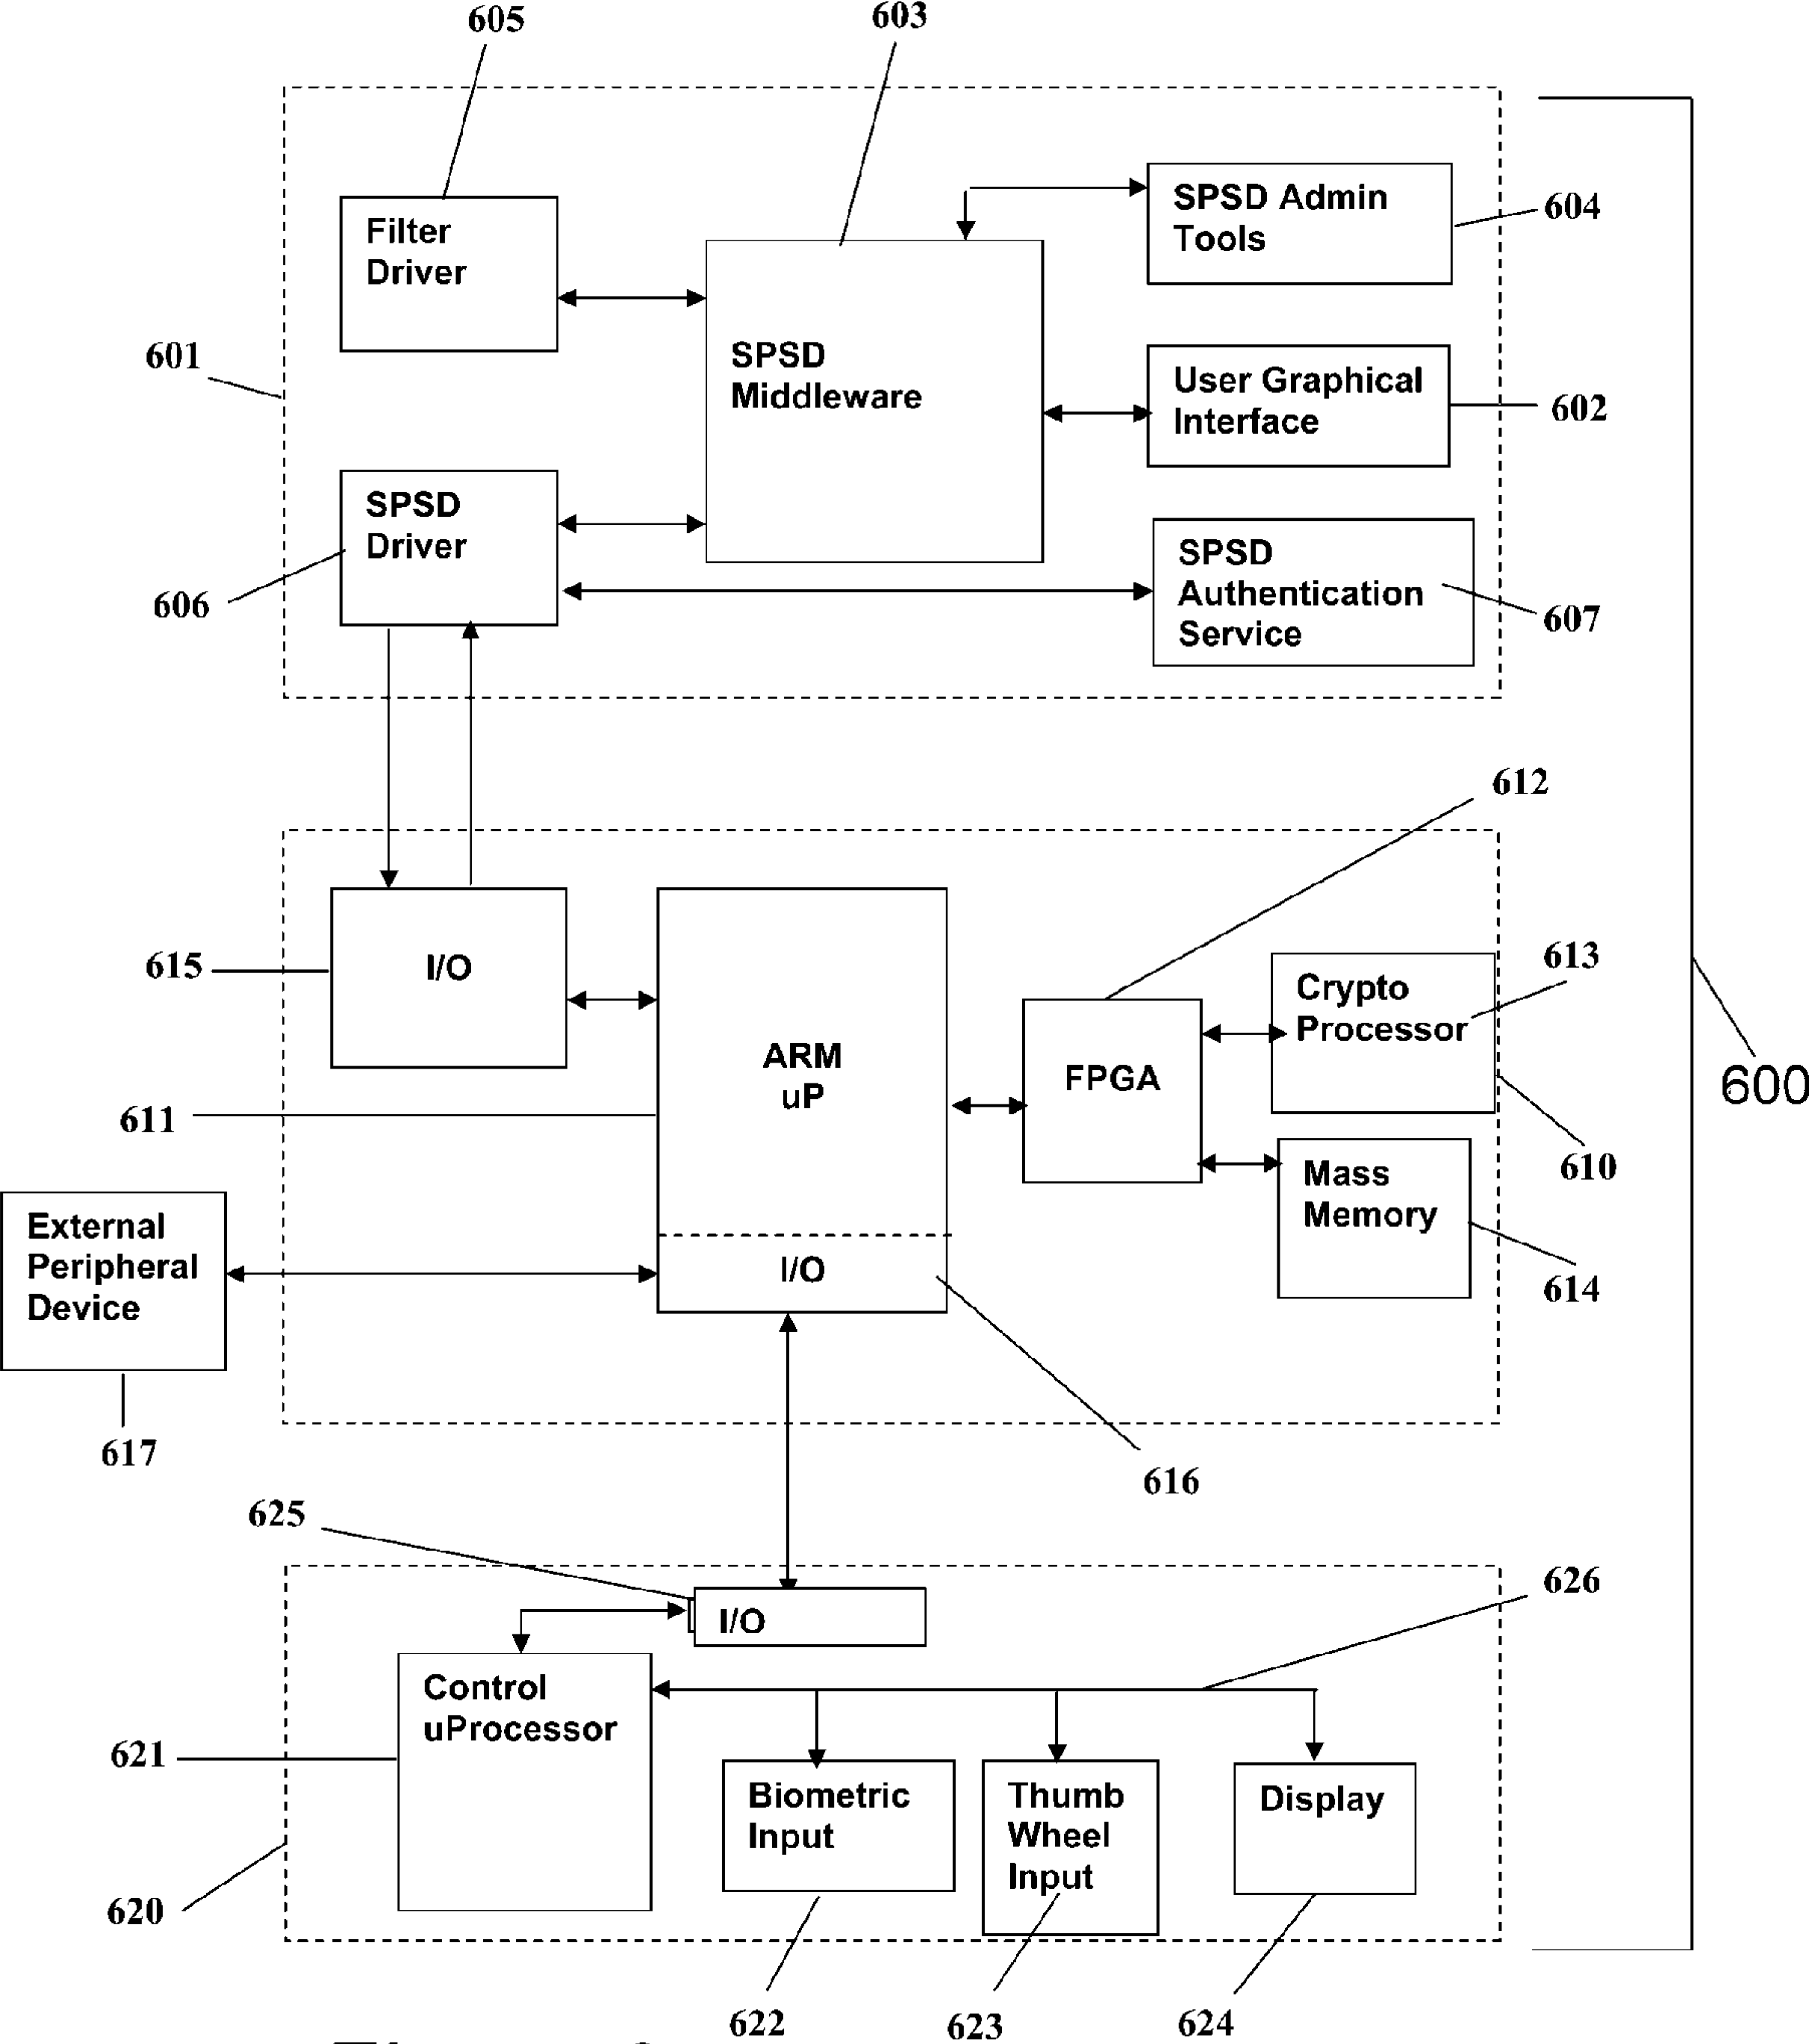 605
603
Filter
Driver
SPSD Admin
Tools
604
601
SPSD
Middleware
User Graphical
Interface
602
SPSD
Driver
606
SPSD
Authentication
Service
607
612
615
I/O
613
Crypto
Processor
ARM
uP
FPGA
600
611
610
Mass
Memory
External
Peripheral
Device
I/O
614
617
616
625
626
I/O
Control
uProcessor
621
Biometric
Input
Thumb
Wheel
Input
Display
620
622
623
624